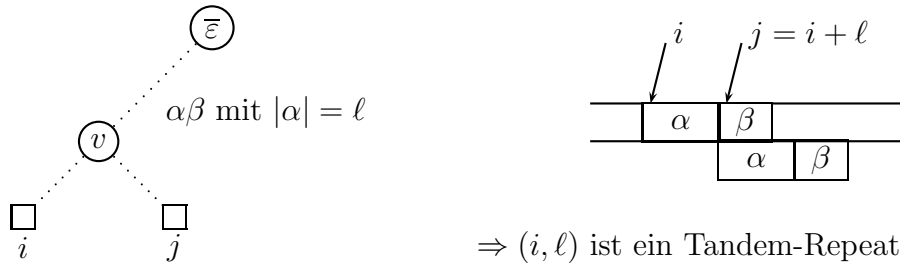 ε̅
αβ mit |α| = ℓ
v
i
j
i
j = i + ℓ
α
β
α
β
⇒ (i, ℓ) ist ein Tandem-Repeat